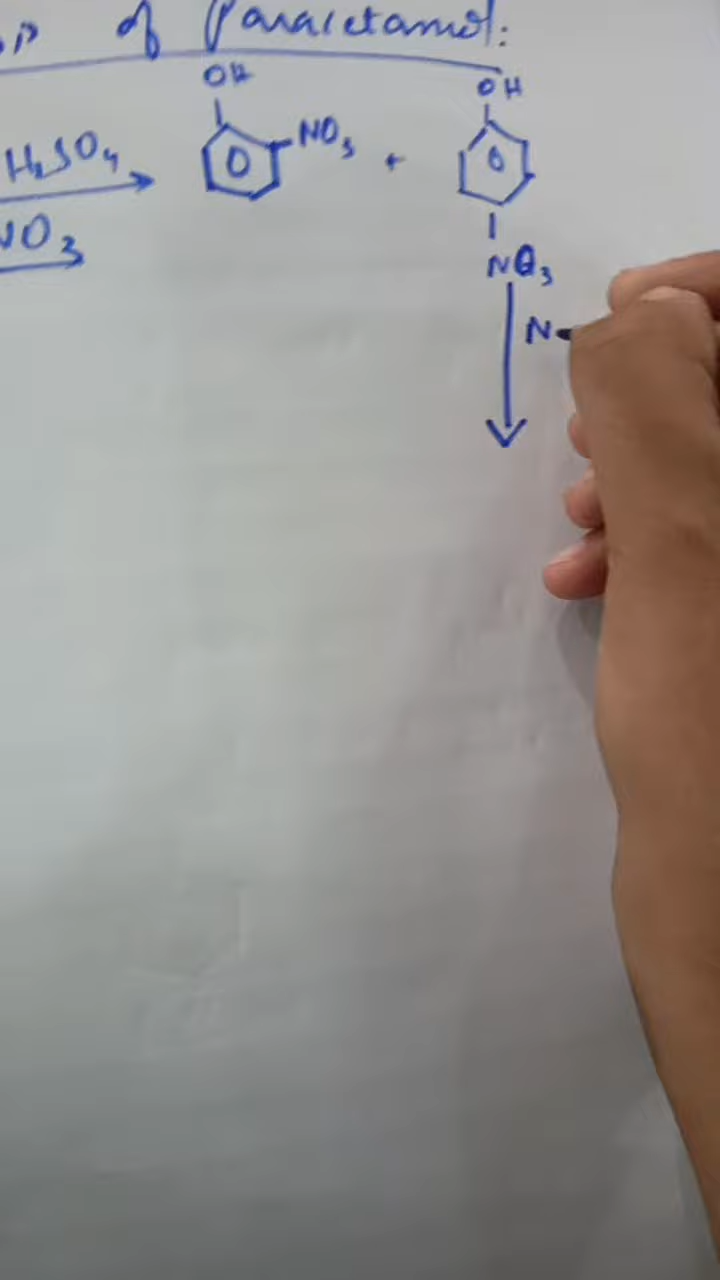 of Paracetamol:
OH
OH
H₂SO₄
NO₃
+
NO₃
NO₃
N-